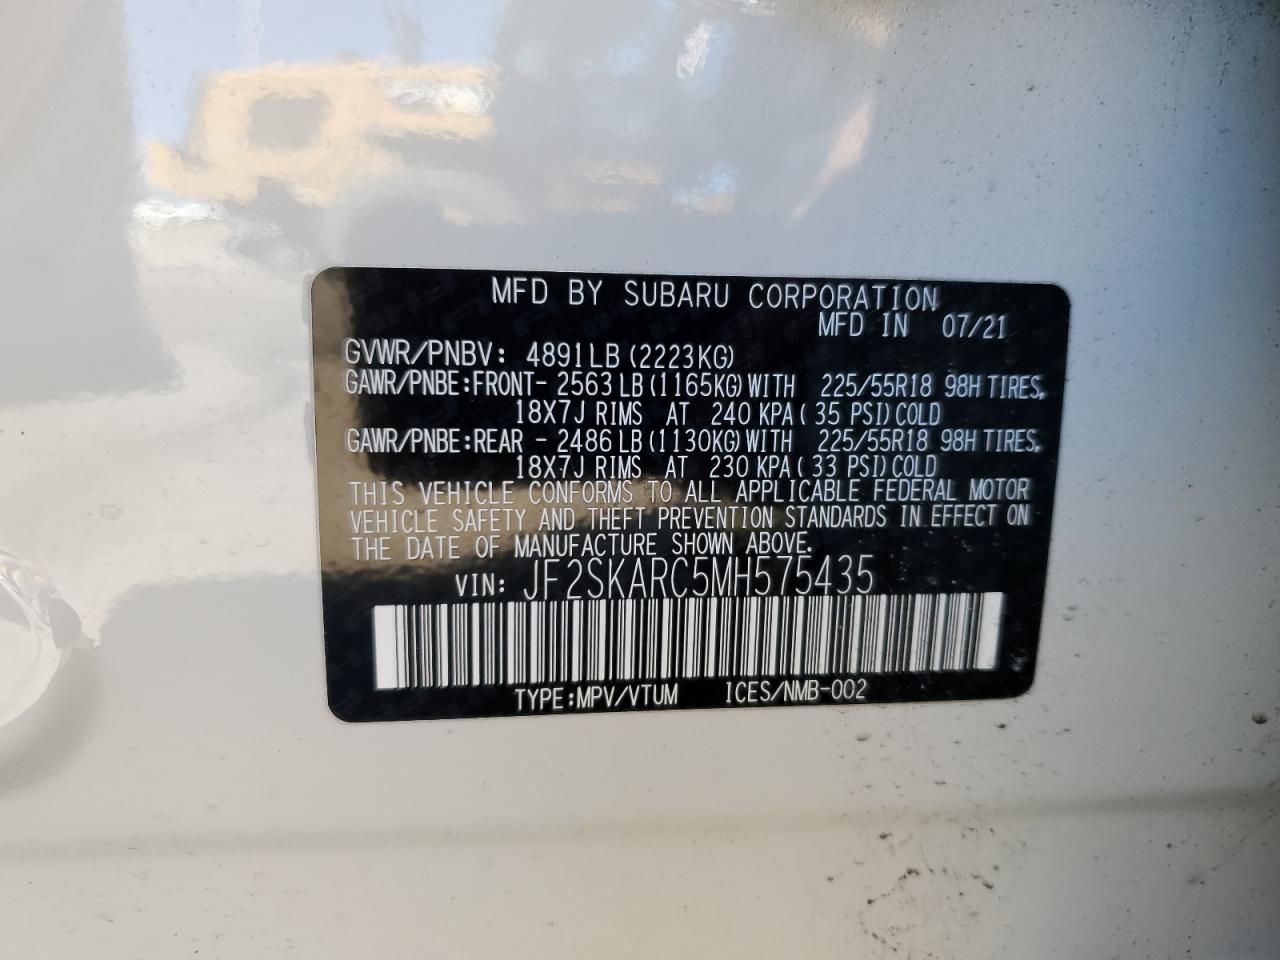 MFD BY SUBARU CORPORATION
MFD IN 07/21
GVWR/PNBV: 4891LB(2223KG)
GAWR/PNBE:FRONT- 2563LB(1165KG)WITH 225/55R18 98H TIRES,
18X7J RIMS AT 240 KPA(35 PSI)COLD
GAWR/PNBE:REAR - 2486LB(1130KG)WITH 225/55R18 98H TIRES,
18X7J RIMS AT 230 KPA(33 PSI)COLD
THIS VEHICLE CONFORMS TO ALL APPLICABLE FEDERAL MOTOR
VEHICLE SAFETY AND THEFT PREVENTION STANDARDS IN EFFECT ON
THE DATE OF MANUFACTURE SHOWN ABOVE.
VIN: JF2SKARC5MH575435
TYPE:MPV/VTUM ICES/NMB-002